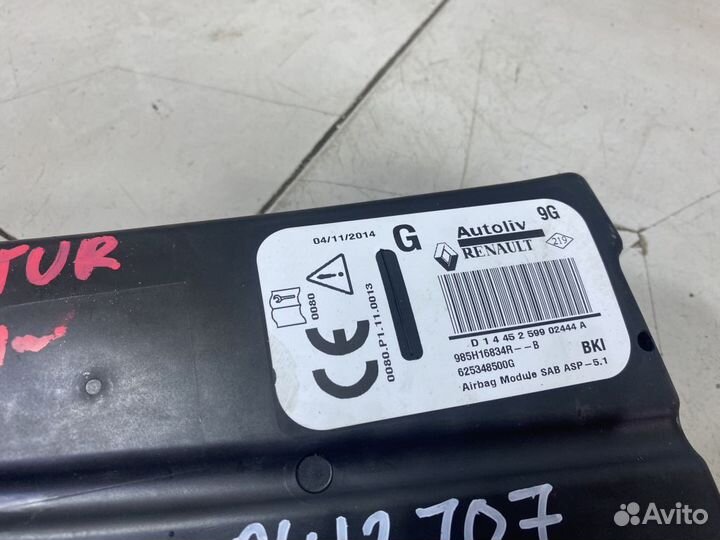 TUR
04/11/2014
G
Autoliv
9G
RENAULT
219
0080
0080.P1.11.0013
CE
D 1 4 45 2 599 02444 A
985H16834R--B
BKI
625348500G
Airbag Module SAB ASP-5.1
Avito